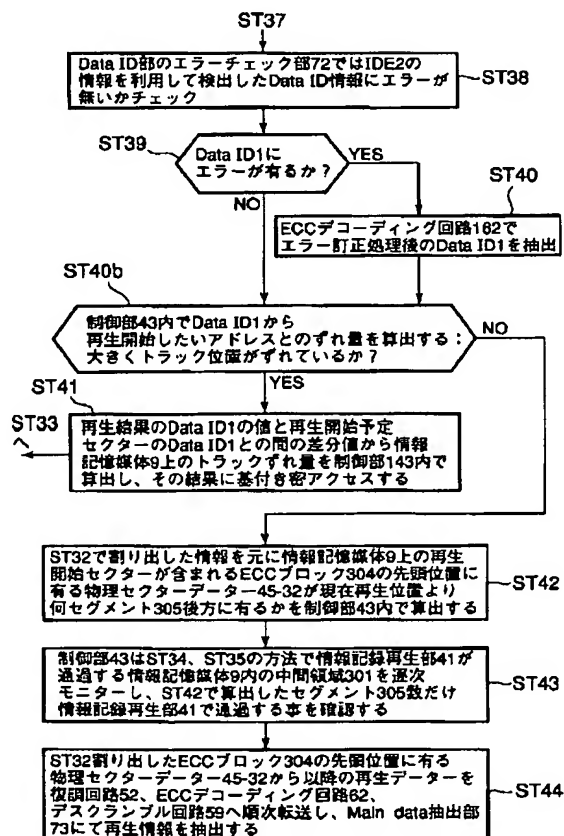 ST37
Data ID部のエラーチェック部72ではIDE2の
情報を利用して検出したData ID情報にエラーが
無いかチェック
ST38
ST39
Data ID1に
エラーが有るか?
YES
NO
ST40
ECCデコーディング回路162で
エラー訂正処理後のData ID1を抽出
ST40b
制御部43内でData ID1から
再生開始したいアドレスとのずれ量を算出する:
大きくトラック位置がずれているか?
NO
YES
ST41
ST33
へ
再生結果のData ID1の値と再生開始予定
セクターのData ID1との間の差分値から情報
記憶媒体9上のトラックずれ量を制御部143内で
算出し、その結果に基付き密アクセスする
ST32で割り出した情報を元に情報記憶媒体9上の再生
開始セクターが含まれるECCブロック304の先頭位置に
有る物理セクターデーター45-32が現在再生位置より
何セグメント305後方に有るかを制御部43内で算出する
ST42
制御部43はST34、ST35の方法で情報記録再生部41が
通過する情報記憶媒体9内の中間領域301を逐次
モニターし、ST42で算出したセグメント305数だけ
情報記録再生部41で通過する事を確認する
ST43
ST32割り出したECCブロック304の先頭位置に有る
物理セクターデーター45-32から以降の再生データーを
復調回路52、ECCデコーディング回路62、
デスクランブル回路59へ順次転送し、Main data抽出部
73にて再生情報を抽出する
ST44